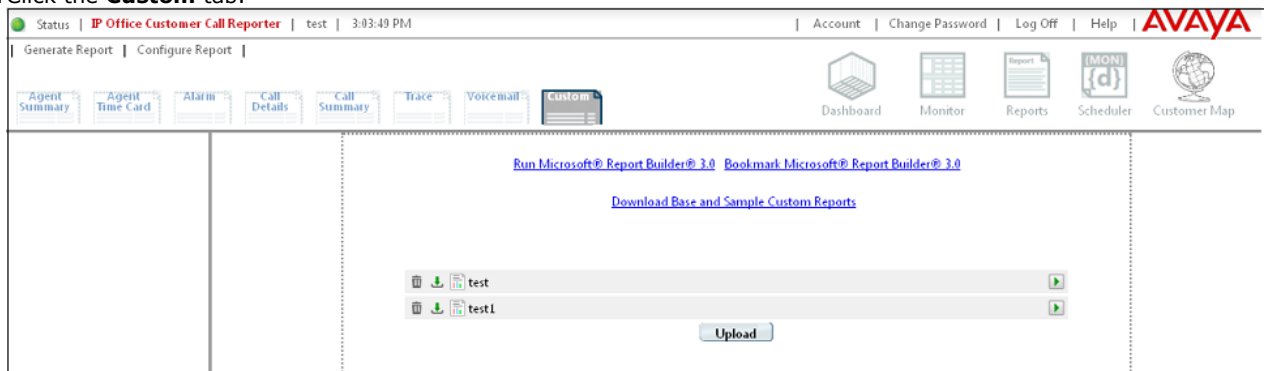 Click the Custom tab.
Status | IP Office Customer Call Reporter | test | 3:03:49 PM | Account | Change Password | Log Off | Help | AVAYA
| Generate Report | Configure Report |
Agent Summary Agent Time Card Alarm Call Details Call Summary Trace Voicemail Custom
Report (MON) {d}
Dashboard Monitor Reports Scheduler Customer Map
Run Microsoft® Report Builder® 3.0 Bookmark Microsoft® Report Builder® 3.0
Download Base and Sample Custom Reports
test
test1
Upload